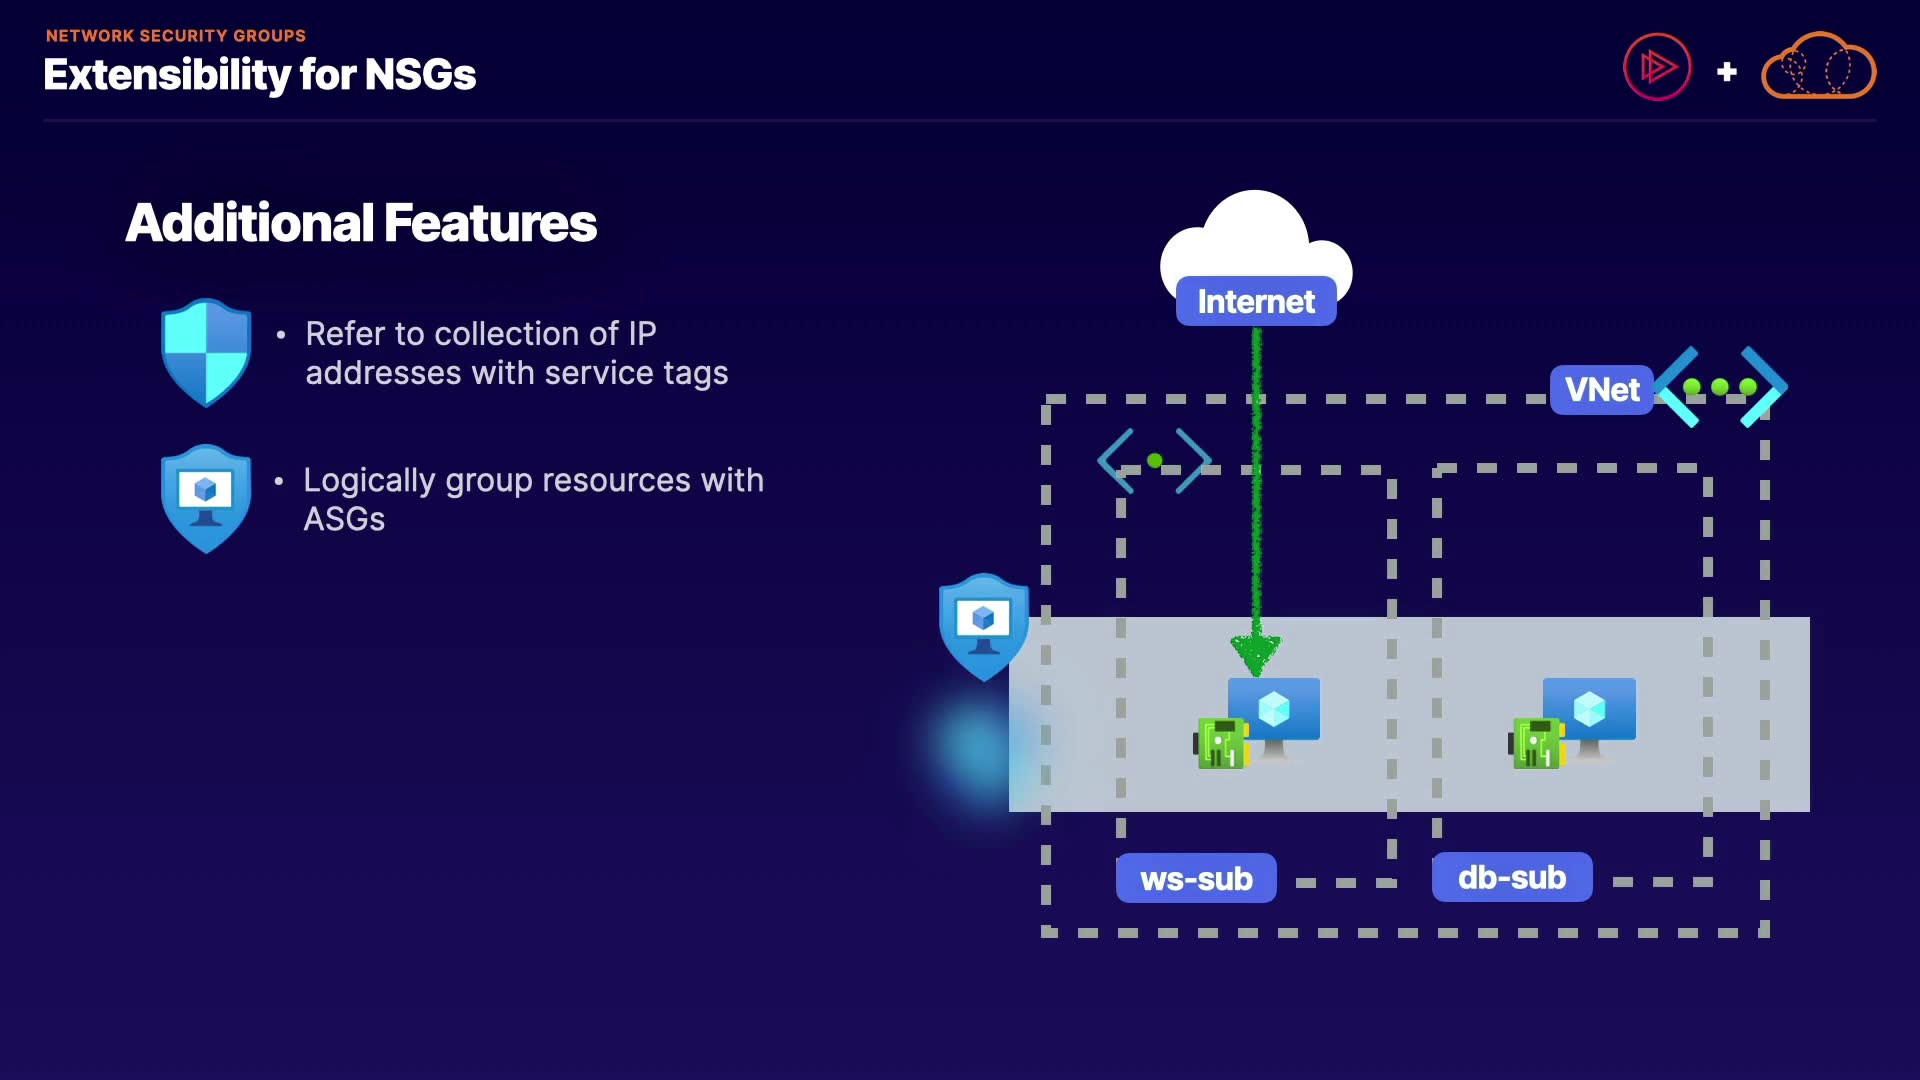 NETWORK SECURITY GROUPS
Extensibility for NSGs
Additional Features
• Refer to collection of IP
addresses with service tags
• Logically group resources with
ASGs
Internet
VNet
ws-sub
db-sub